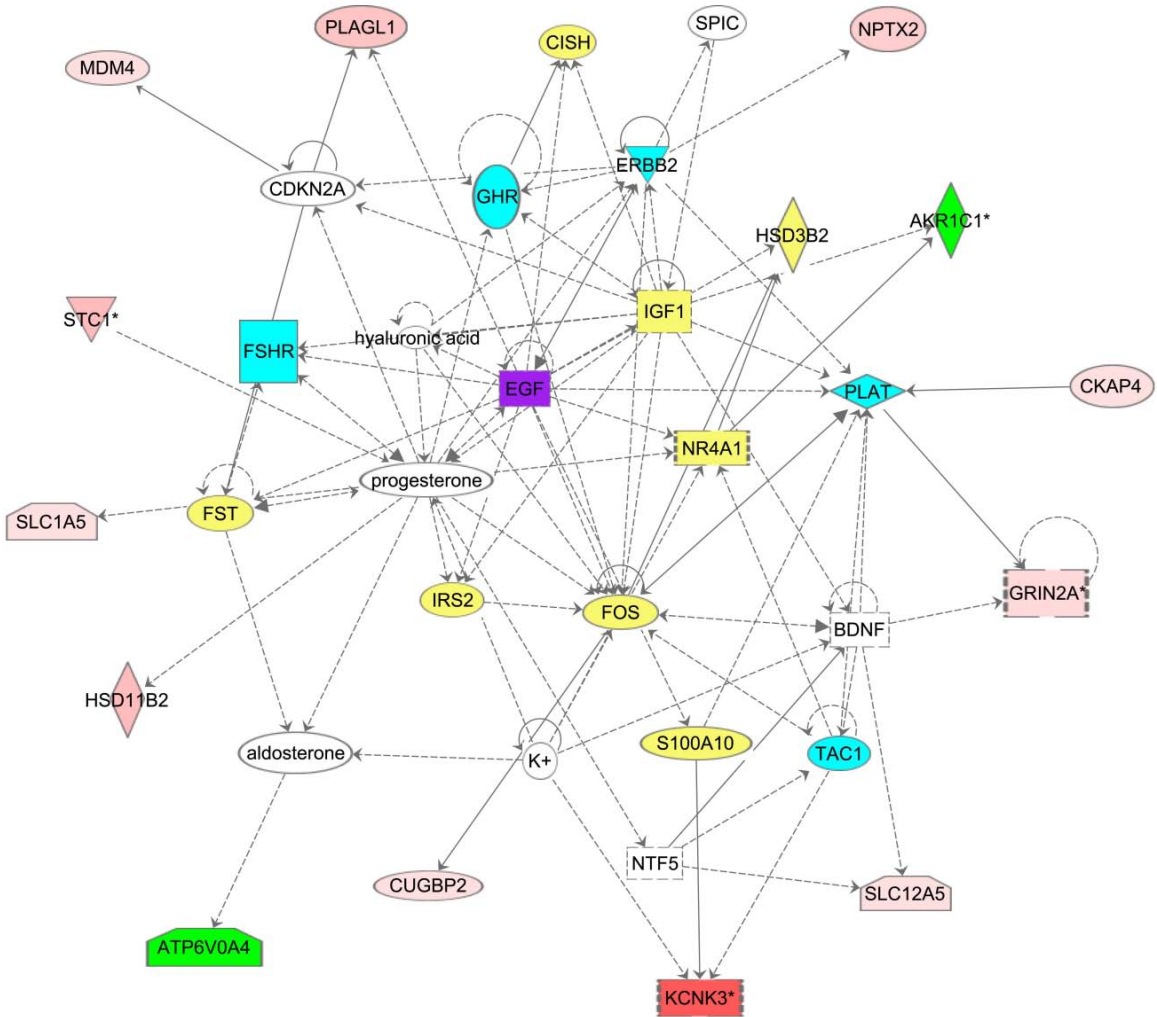 PLAGL1
CISH
SPIC
NPTX2
MDM4
ERBB2
CDKN2A
GHR
AKR1C1*
HSD3B2
STC1*
IGF1
FSHR
hyaluronic acid
EGF
PLAT
CKAP4
NR4A1
progesterone
SLC1A5
FST
GRIN2A*
IRS2
FOS
BDNF
HSD11B2
aldosterone
K+
S100A10
TAC1
NTF5
CUGBP2
SLC12A5
ATP6V0A4
KCNK3*